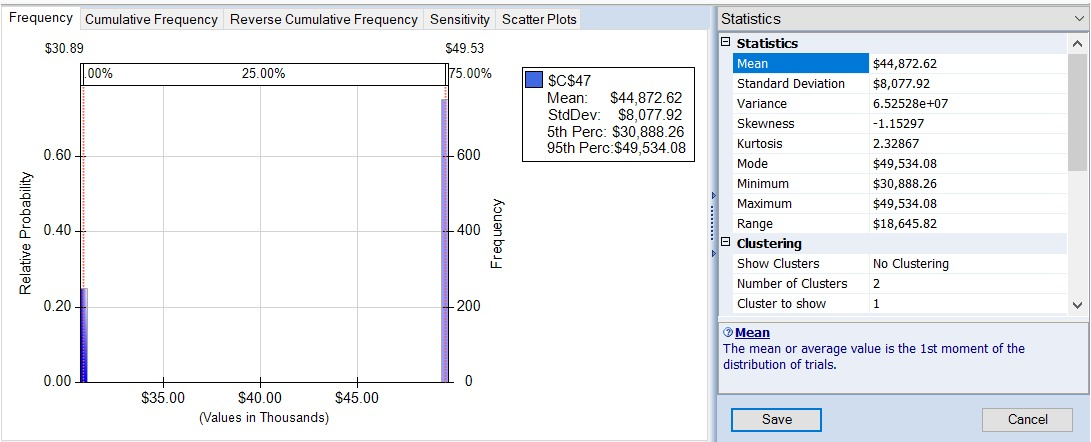 Frequency Cumulative Frequency Reverse Cumulative Frequency Sensitivity Scatter Plots
$30.89 $49.53
.00% 25.00% 75.00%
$C$47
Mean: $44,872.62
StdDev: $8,077.92
5th Perc: $30,888.26
95th Perc:$49,534.08
Relative Probability
0.60
0.40
0.20
0.00
600
400
200
0
Frequency
$35.00 $40.00 $45.00
(Values in Thousands)
Statistics
Statistics
Mean $44,872.62
Standard Deviation $8,077.92
Variance 6.52528e+07
Skewness -1.15297
Kurtosis 2.32867
Mode $49,534.08
Minimum $30,888.26
Maximum $49,534.08
Range $18,645.82
Clustering
Show Clusters No Clustering
Number of Clusters 2
Cluster to show 1
Mean
The mean or average value is the 1st moment of the
distribution of trials.
Save Cancel